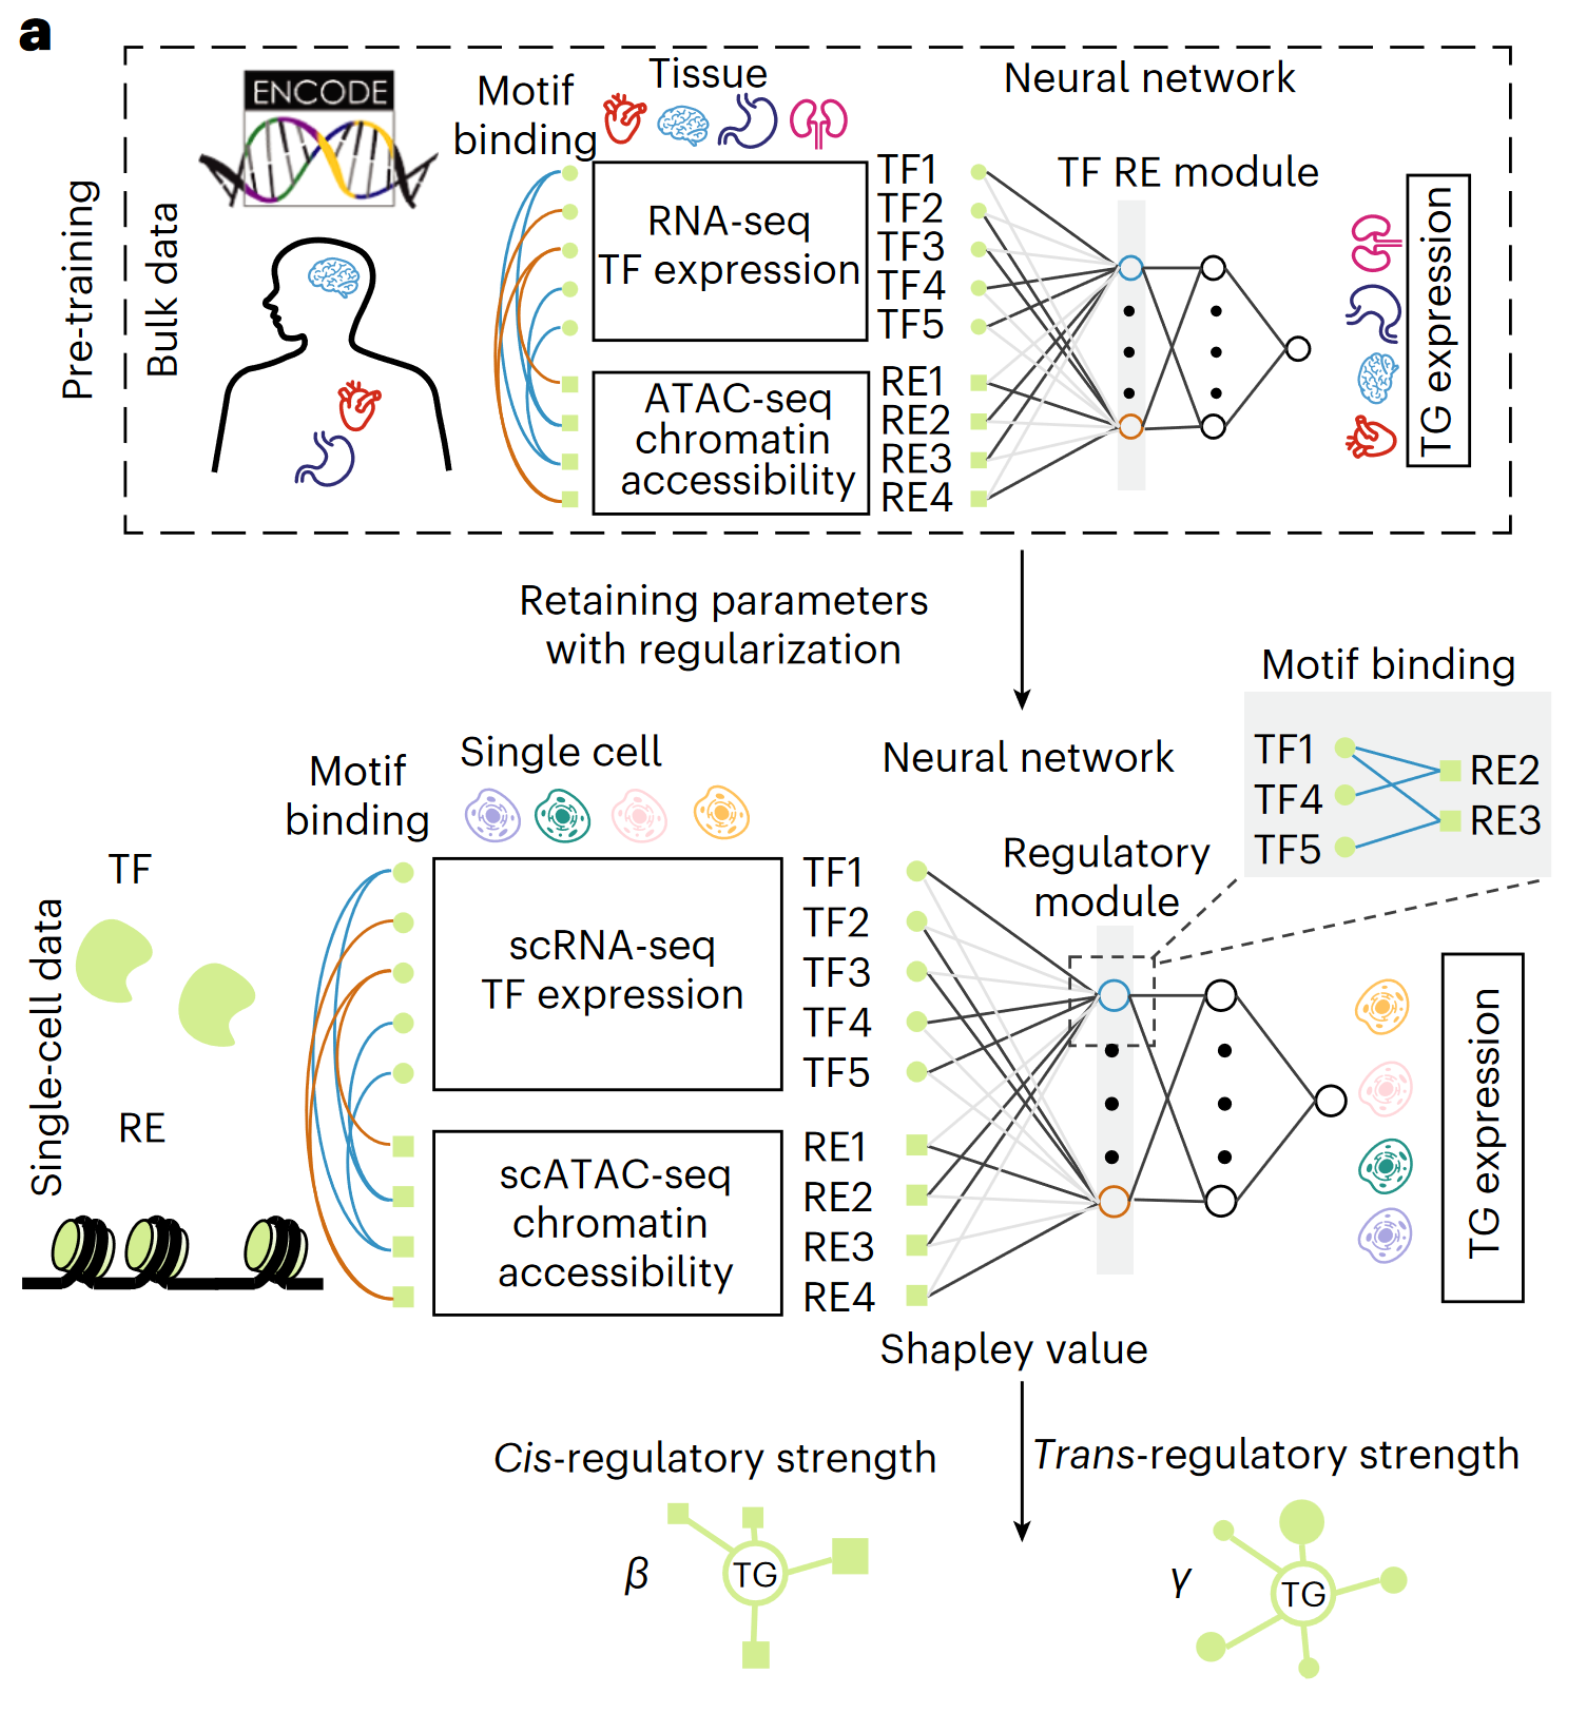 a
ENCODE
Pre-training
Bulk data
Motif
binding
Tissue
RNA-seq
TF expression
ATAC-seq
chromatin
accessibility
TF1
TF2
TF3
TF4
TF5
RE1
RE2
RE3
RE4
Neural network
TF RE module
TG expression
Retaining parameters
with regularization
Motif binding
TF1
TF4
TF5
RE2
RE3
Single-cell data
TF
RE
Motif
binding
Single cell
scRNA-seq
TF expression
scATAC-seq
chromatin
accessibility
TF1
TF2
TF3
TF4
TF5
RE1
RE2
RE3
RE4
Neural network
Regulatory
module
TG expression
Shapley value
Cis-regulatory strength
Trans-regulatory strength
β
TG
γ
TG